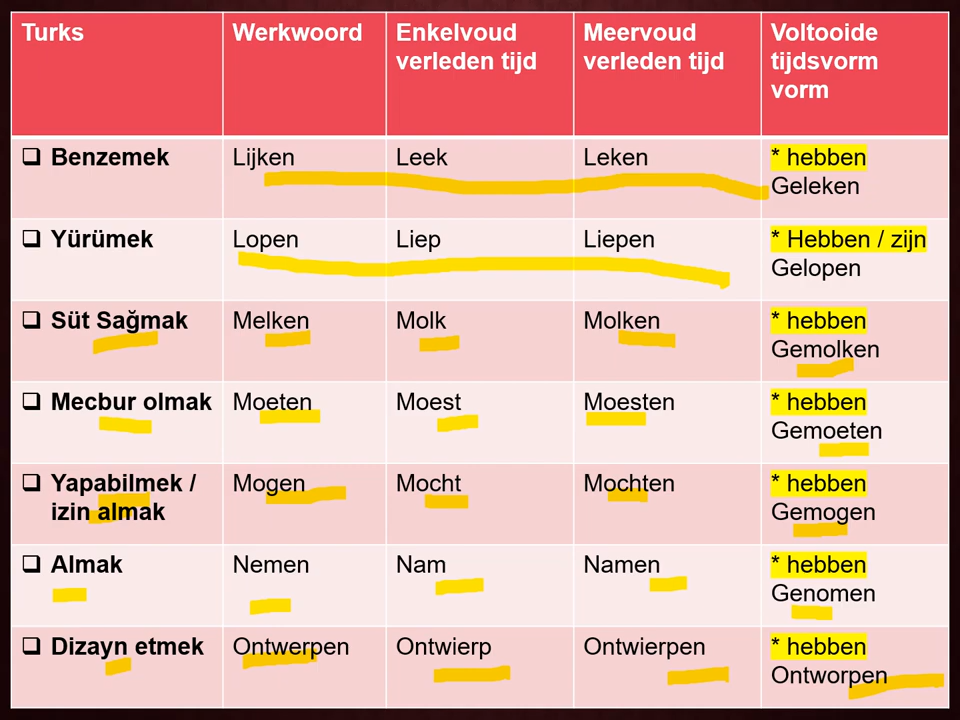 Turks
Werkwoord
Enkelvoud
verleden tijd
Meervoud
verleden tijd
Voltooide
tijdsvorm
vorm
Benzemek
Lijken
Leek
Leken
* hebben
Geleken
Yürümek
Lopen
Liep
Liepen
* Hebben / zijn
Gelopen
Süt Sağmak
Melken
Molk
Molken
* hebben
Gemolken
Mecbur olmak
Moeten
Moest
Moesten
* hebben
Gemoeten
Yapabilmek /
izin almak
Mogen
Mocht
Mochten
* hebben
Gemogen
Almak
Nemen
Nam
Namen
* hebben
Genomen
Dizayn etmek
Ontwerpen
Ontwierp
Ontwierpen
* hebben
Ontworpen